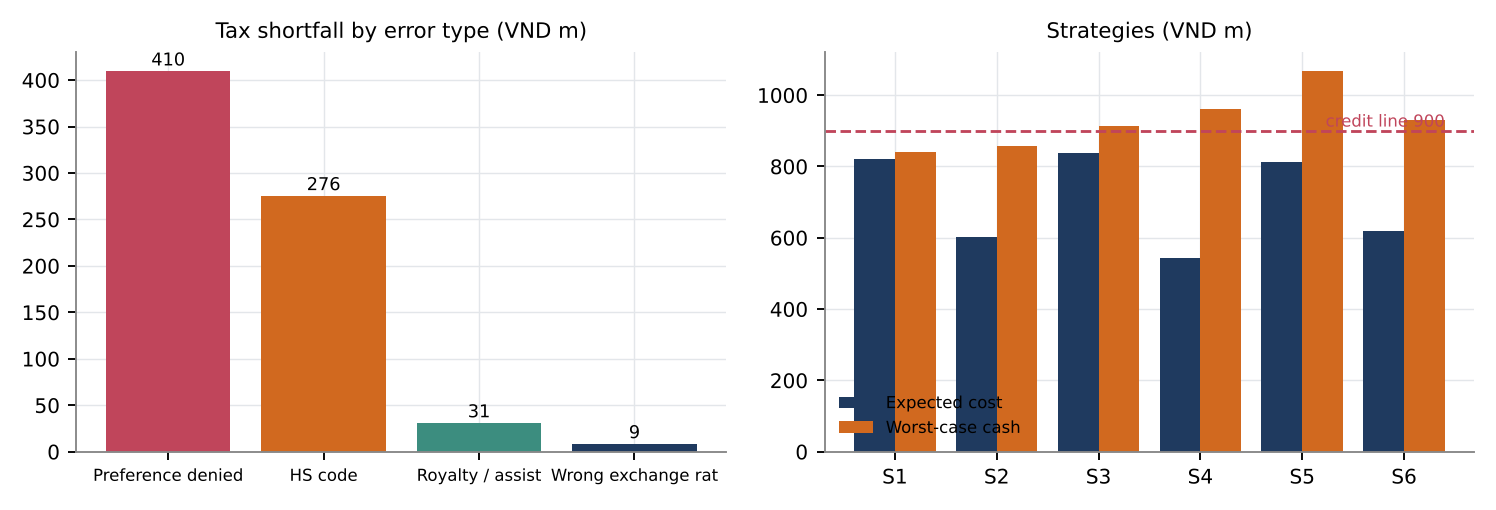 Tax shortfall by error type (VND m)
410
276
31
9
400
350
300
250
200
150
100
50
0
Preference denied
HS code
Royalty / assist
Wrong exchange rat
Strategies (VND m)
1000
800
600
400
200
0
credit line 900
Expected cost
Worst-case cash
S1
S2
S3
S4
S5
S6